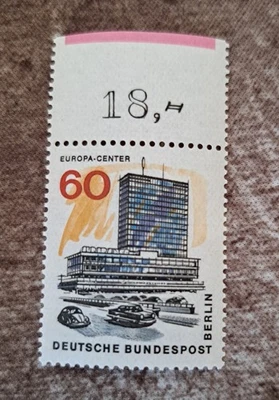 18,-
EUROPA-CENTER
60
DEUTSCHE BUNDESPOST
BERLIN